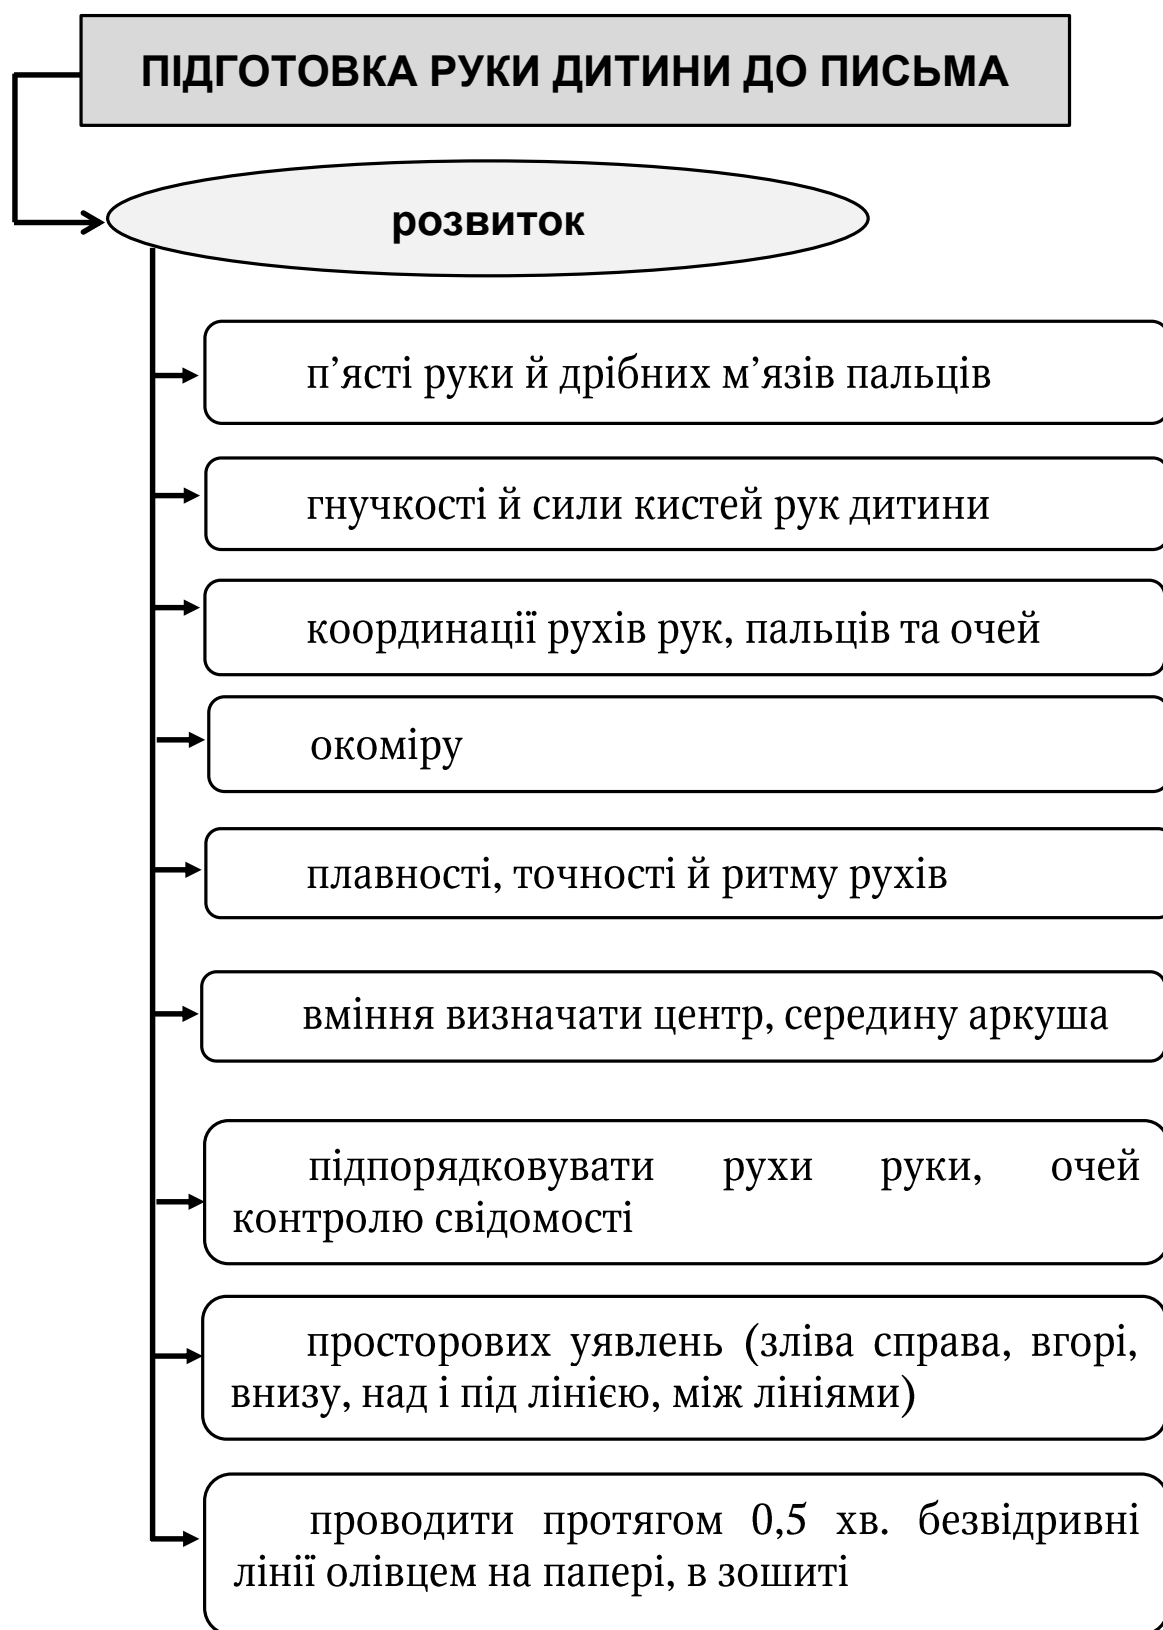 ПІДГОТОВКА РУКИ ДИТИНИ ДО ПИСЬМА
розвиток
п’ясті руки й дрібних м’язів пальців
гнучкості й сили кистей рук дитини
координації рухів рук, пальців та очей
окоміру
плавності, точності й ритму рухів
вміння визначати центр, середину аркуша
підпорядковувати рухи руки, очей
контролю свідомості
просторових уявлень (зліва справа, вгорі,
внизу, над і під лінією, між лініями)
проводити протягом 0,5 хв. безвідривні
лінії олівцем на папері, в зошиті